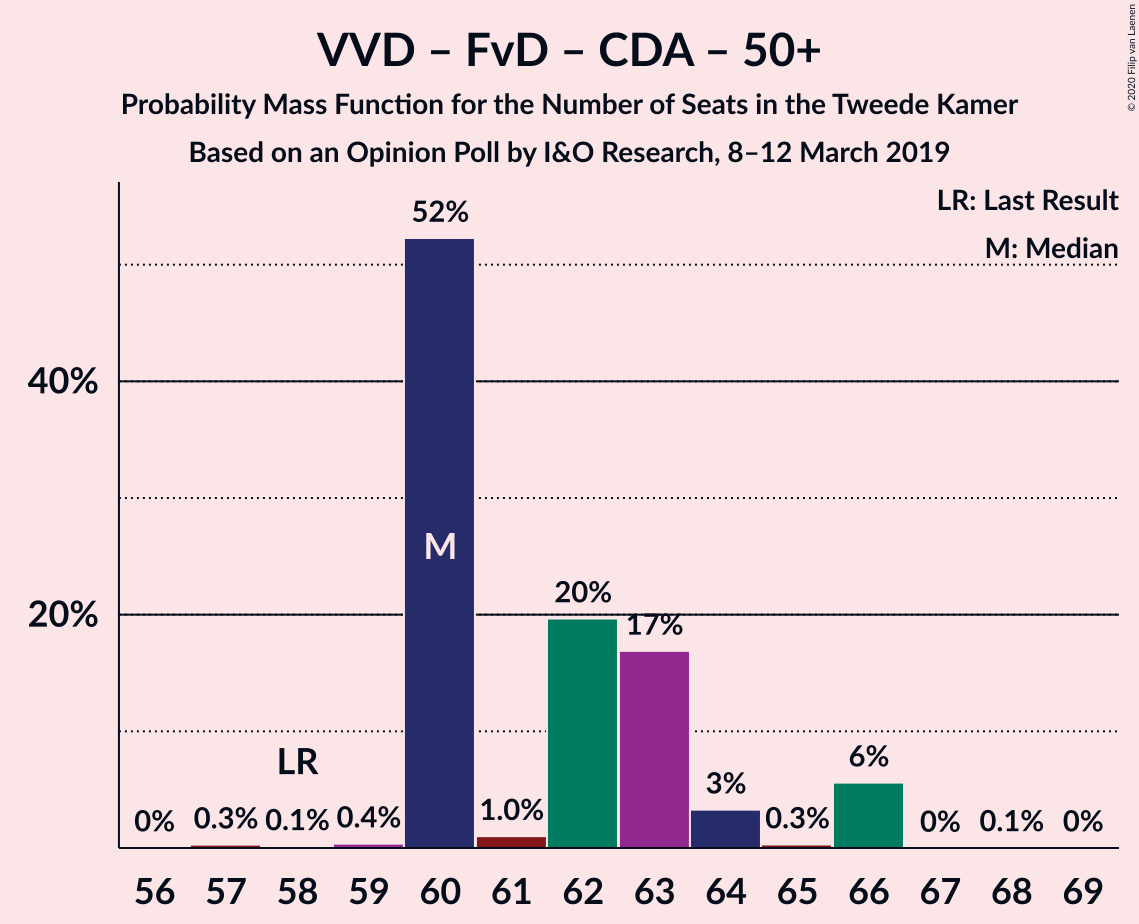 VVD – FvD – CDA – 50+
Probability Mass Function for the Number of Seats in the Tweede Kamer
Based on an Opinion Poll by I&O Research, 8–12 March 2019
© 2020 Filip van Laenen
LR: Last Result
M: Median
52%
40%
M
20%
20%
17%
LR
6%
3%
0% 0.3% 0.1% 0.4% 1.0% 0.3% 0% 0.1% 0%
56 57 58 59 60 61 62 63 64 65 66 67 68 69